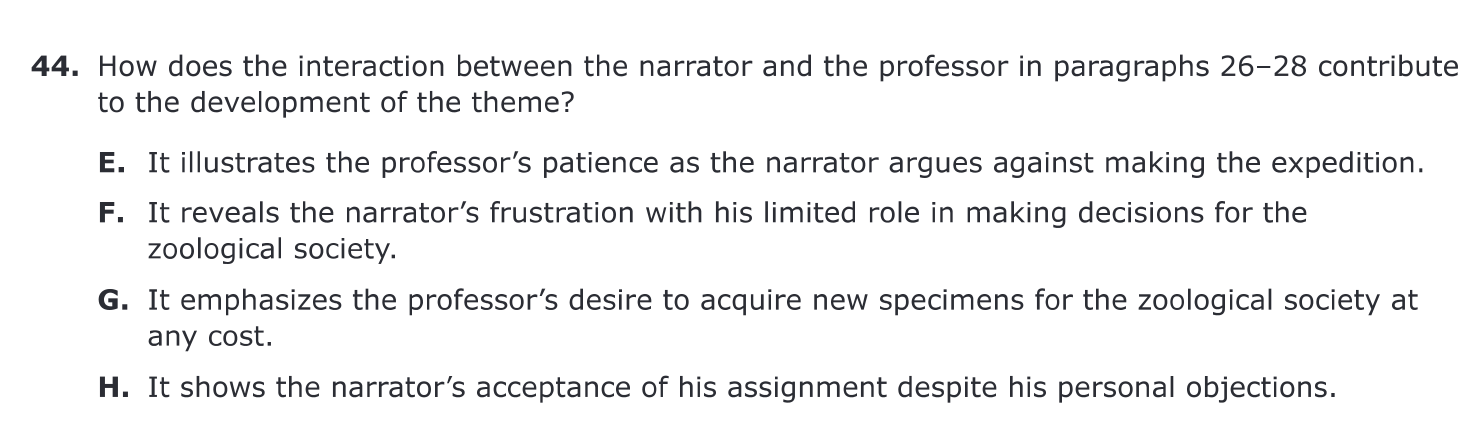 44. How does the interaction between the narrator and the professor in paragraphs 26–28 contribute
to the development of the theme?
E. It illustrates the professor’s patience as the narrator argues against making the expedition.
F. It reveals the narrator’s frustration with his limited role in making decisions for the
zoological society.
G. It emphasizes the professor’s desire to acquire new specimens for the zoological society at
any cost.
H. It shows the narrator’s acceptance of his assignment despite his personal objections.